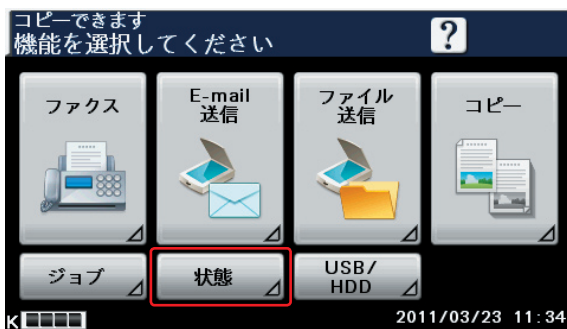 コピーできます
機能を選択してください
?
ファクス
E-mail
送信
ファイル
送信
コピー
ジョブ
状態
USB/
HDD
K
2011/03/23 11:34